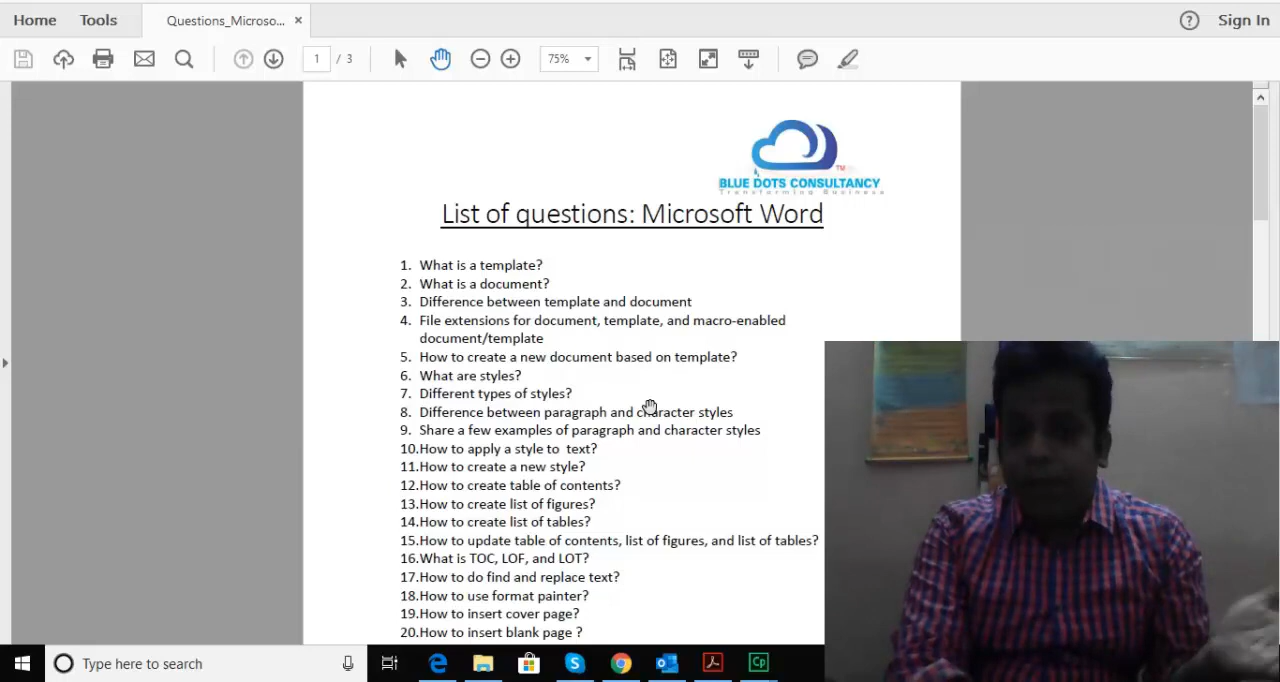 Home Tools Questions_Microso... × ? Sign In
1 / 3 75%
TM
BLUE DOTS CONSULTANCY
Transforming Business
List of questions: Microsoft Word
1. What is a template?
2. What is a document?
3. Difference between template and document
4. File extensions for document, template, and macro-enabled
document/template
5. How to create a new document based on template?
6. What are styles?
7. Different types of styles?
8. Difference between paragraph and character styles
9. Share a few examples of paragraph and character styles
10.How to apply a style to text?
11.How to create a new style?
12.How to create table of contents?
13.How to create list of figures?
14.How to create list of tables?
15.How to update table of contents, list of figures, and list of tables?
16.What is TOC, LOF, and LOT?
17.How to do find and replace text?
18.How to use format painter?
19.How to insert cover page?
20.How to insert blank page ?
Type here to search
Cp